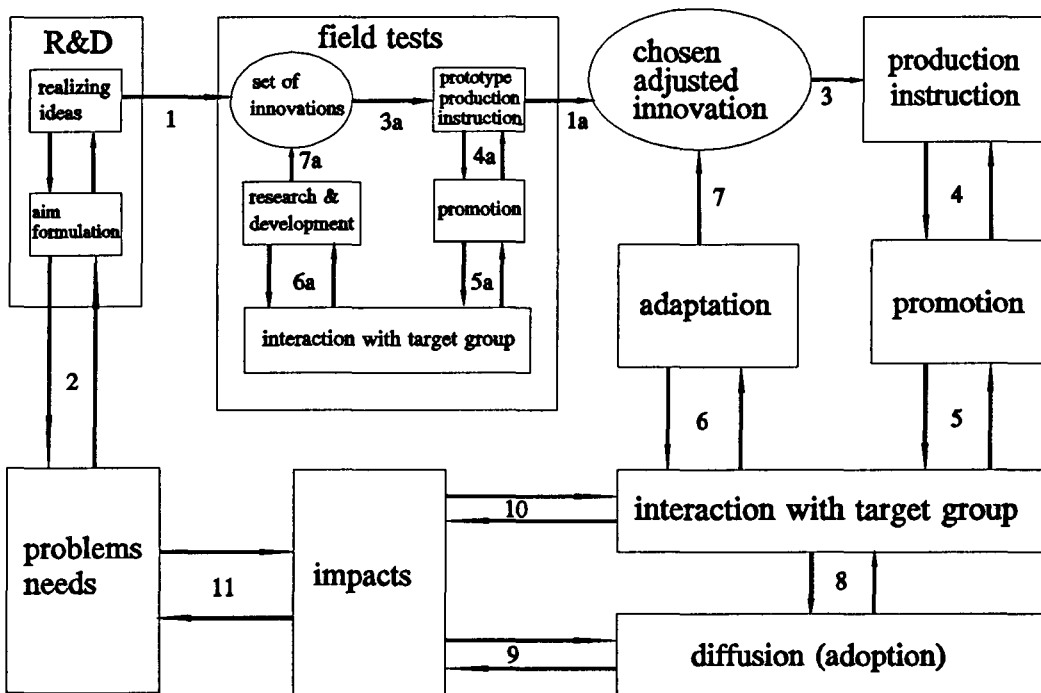 R&D
realizing
ideas
aim
formulation
1
field tests
set of
innovations
3a
prototype
production
instruction
7a
4a
research &
development
promotion
6a
5a
interaction with target group
1a
chosen
adjusted
innovation
3
production
instruction
7
4
adaptation
promotion
2
6
5
problems
needs
11
impacts
10
interaction with target group
8
9
diffusion (adoption)